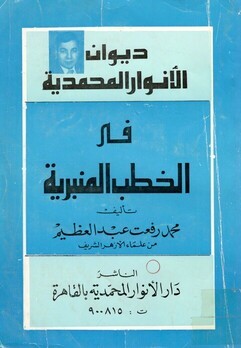 ديوان
الأنوار المحمدية
فى
الخطب المنبرية
تأليف
محمد رفعت عبد العظيم
من علماء الأزهر الشريف
الناشر
دار الأنوار المحمدية بالقاهرة
ت : ٩٠٠٨١٥